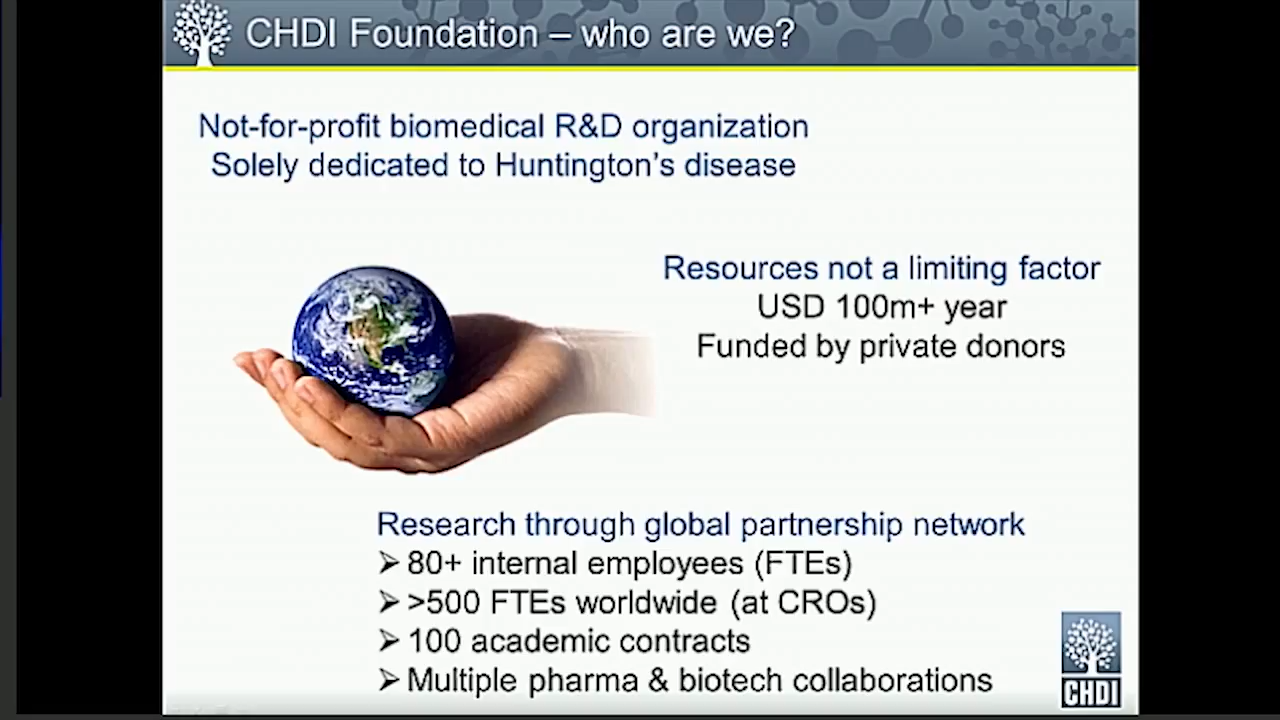 CHDI Foundation – who are we?
Not-for-profit biomedical R&D organization
Solely dedicated to Huntington's disease
Resources not a limiting factor
USD 100m+ year
Funded by private donors
Research through global partnership network
➢ 80+ internal employees (FTEs)
➢ >500 FTEs worldwide (at CROs)
➢ 100 academic contracts
➢ Multiple pharma & biotech collaborations
CHDI